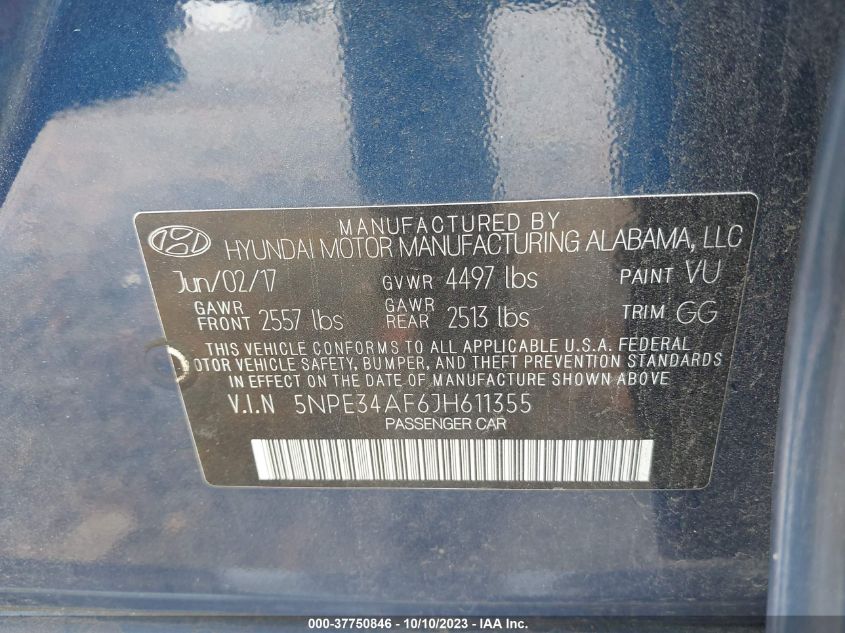 MANUFACTURED BY
HYUNDAI MOTOR MANUFACTURING ALABAMA, LLC
Jun/02/17 GVWR 4497 lbs PAINT VU
GAWR FRONT 2557 lbs GAWR REAR 2513 lbs TRIM GG
THIS VEHICLE CONFORMS TO ALL APPLICABLE U.S.A. FEDERAL
OTOR VEHICLE SAFETY, BUMPER, AND THEFT PREVENTION STANDARDS
IN EFFECT ON THE DATE OF MANUFACTURE SHOWN ABOVE
V.I.N 5NPE34AF6JH611355
PASSENGER CAR
000-37750846 - 10/10/2023 - IAA Inc.